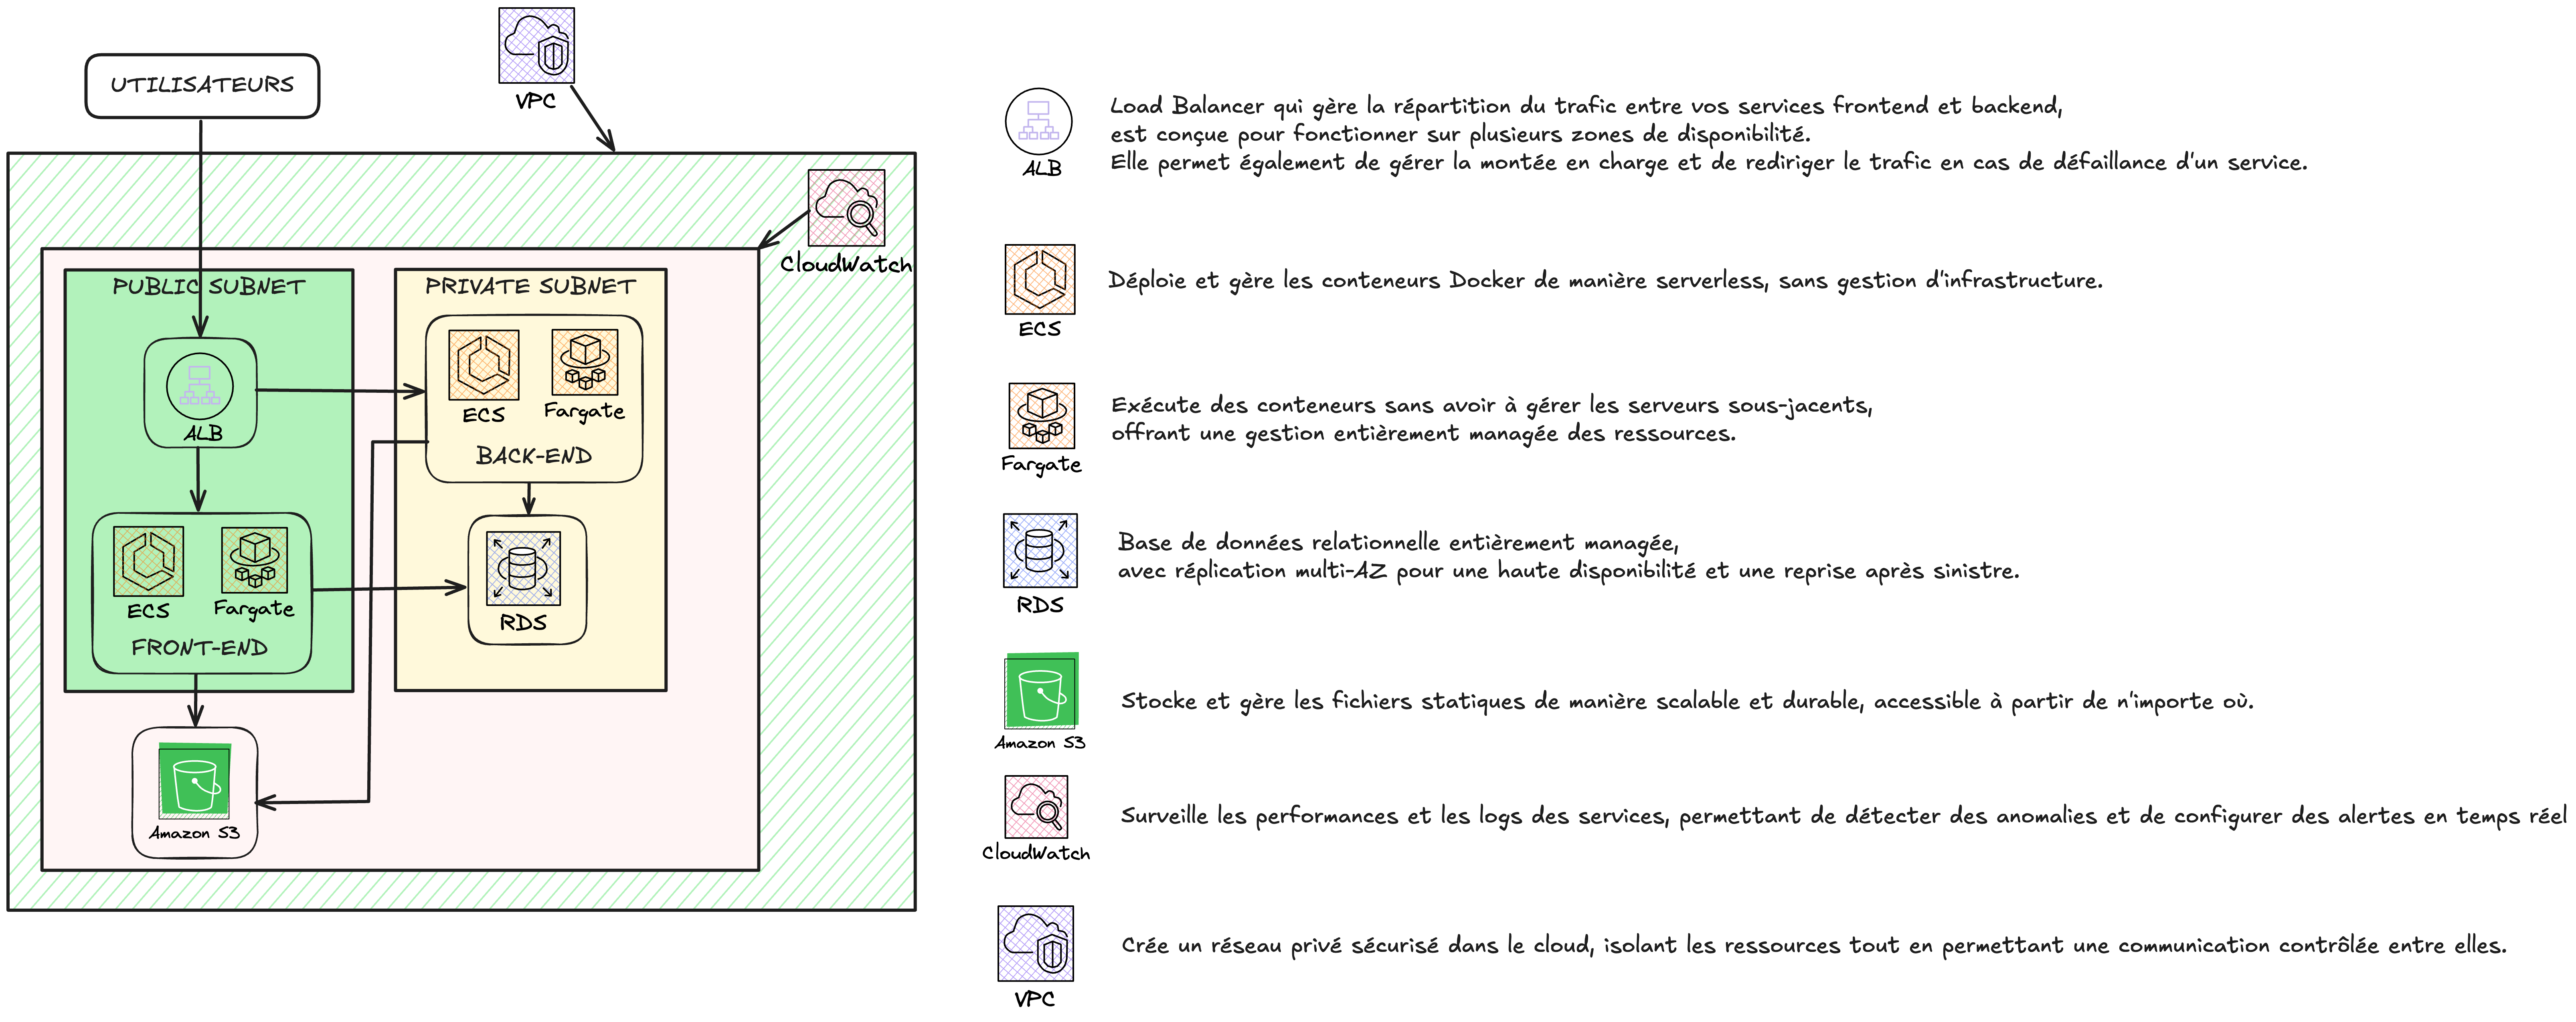 UTILISATEURS
VPC
CloudWatch
PUBLIC SUBNET
PRIVATE SUBNET
ALB
ECS
Fargate
BACK-END
ECS
Fargate
FRONT-END
RDS
Amazon S3
ALB
Load Balancer qui gère la répartition du trafic entre vos services frontend et backend,
est conçue pour fonctionner sur plusieurs zones de disponibilité.
Elle permet également de gérer la montée en charge et de rediriger le trafic en cas de défaillance d'un service.
ECS
Déploie et gère les conteneurs Docker de manière serverless, sans gestion d'infrastructure.
Fargate
Exécute des conteneurs sans avoir à gérer les serveurs sous-jacents,
offrant une gestion entièrement managée des ressources.
RDS
Base de données relationnelle entièrement managée,
avec réplication multi-AZ pour une haute disponibilité et une reprise après sinistre.
Amazon S3
Stocke et gère les fichiers statiques de manière scalable et durable, accessible à partir de n'importe où.
CloudWatch
Surveille les performances et les logs des services, permettant de détecter des anomalies et de configurer des alertes en temps réel
VPC
Crée un réseau privé sécurisé dans le cloud, isolant les ressources tout en permettant une communication contrôlée entre elles.